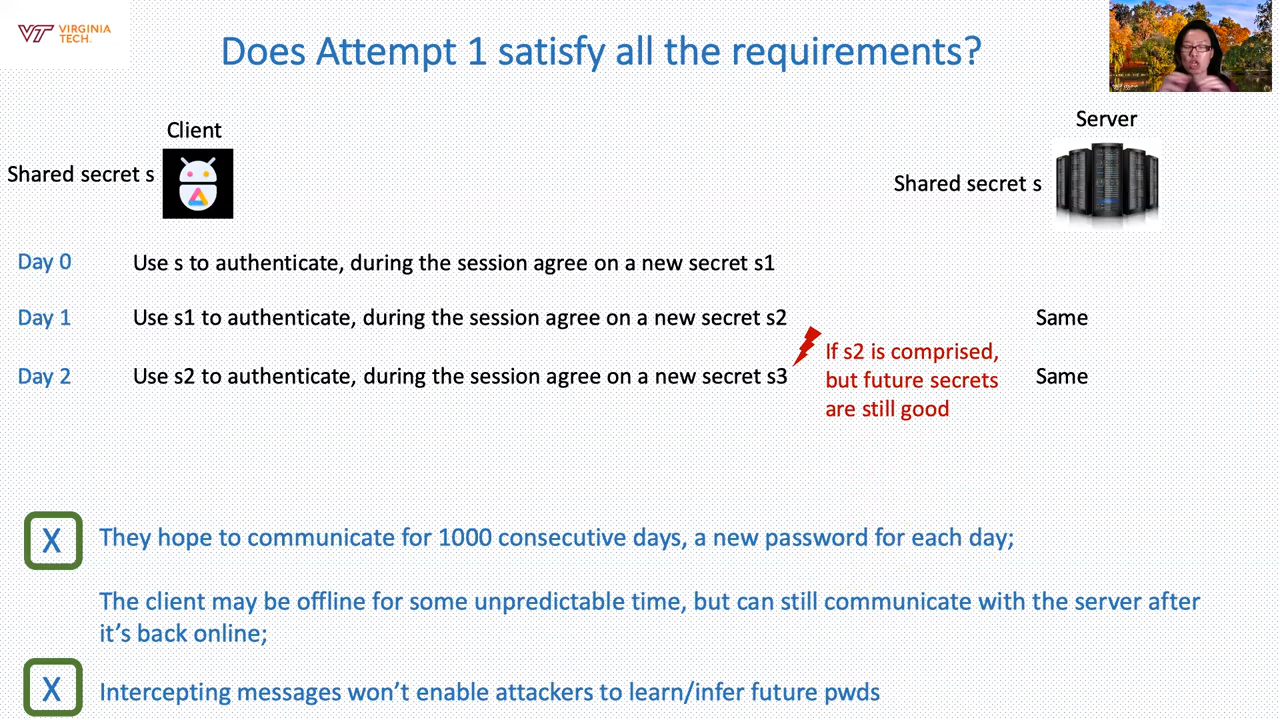 VT VIRGINIA TECH.
Does Attempt 1 satisfy all the requirements?
Client
Server
Shared secret s
Shared secret s
Day 0
Use s to authenticate, during the session agree on a new secret s1
Day 1
Use s1 to authenticate, during the session agree on a new secret s2
Same
If s2 is comprised,
but future secrets
are still good
Day 2
Use s2 to authenticate, during the session agree on a new secret s3
Same
X
They hope to communicate for 1000 consecutive days, a new password for each day;
The client may be offline for some unpredictable time, but can still communicate with the server after
it’s back online;
X
Intercepting messages won’t enable attackers to learn/infer future pwds